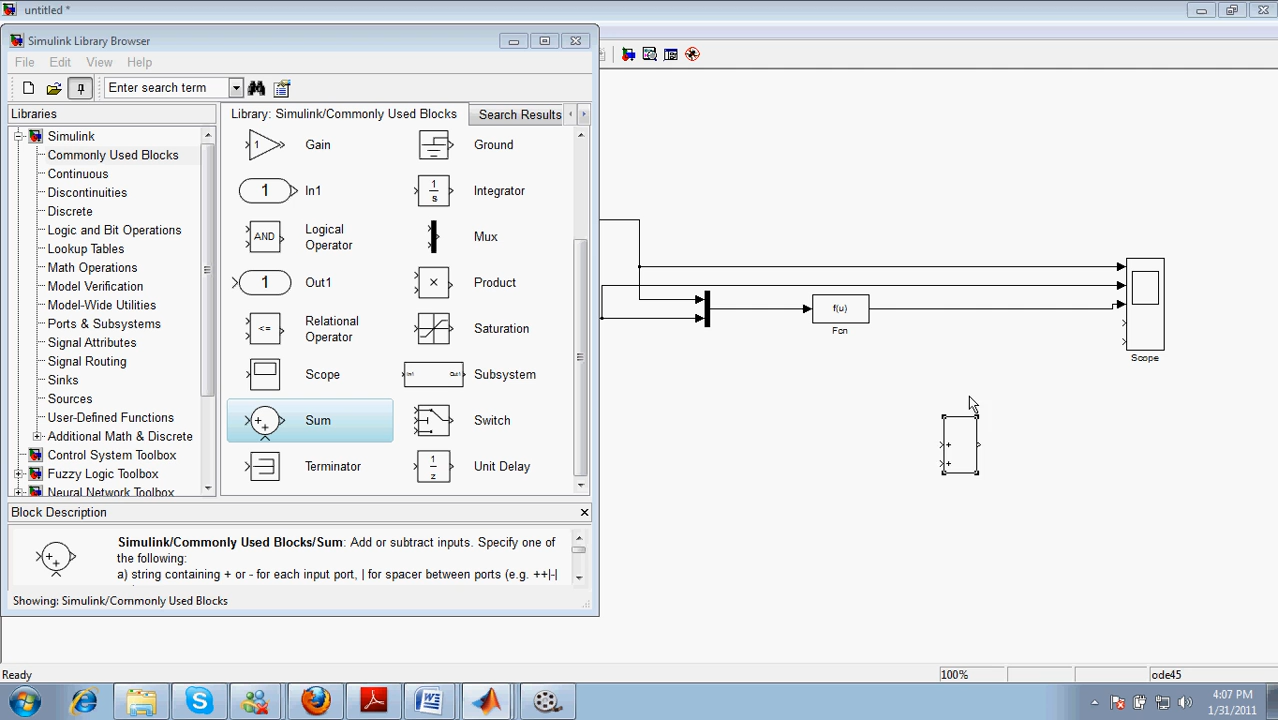 untitled *
Simulink Library Browser
File Edit View Help
Enter search term
Libraries
Library: Simulink/Commonly Used Blocks
Search Results
Simulink
Commonly Used Blocks
Continuous
Discontinuities
Discrete
Logic and Bit Operations
Lookup Tables
Math Operations
Model Verification
Model-Wide Utilities
Ports & Subsystems
Signal Attributes
Signal Routing
Sinks
Sources
User-Defined Functions
Additional Math & Discrete
Control System Toolbox
Fuzzy Logic Toolbox
Neural Network Toolbox
1 Gain
Ground
1 In1
1/s Integrator
AND Logical
Operator
Mux
1 Out1
× Product
<= Relational
Operator
Saturation
Scope
In1 Out1 Subsystem
+ + Sum
Switch
Terminator
1/z Unit Delay
Block Description
+ +
Simulink/Commonly Used Blocks/Sum: Add or subtract inputs. Specify one of
the following:
a) string containing + or - for each input port, | for spacer between ports (e.g. ++|-|
Showing: Simulink/Commonly Used Blocks
f(u)
Fcn
Scope
+
+
Ready
100%
ode45
4:07 PM
1/31/2011